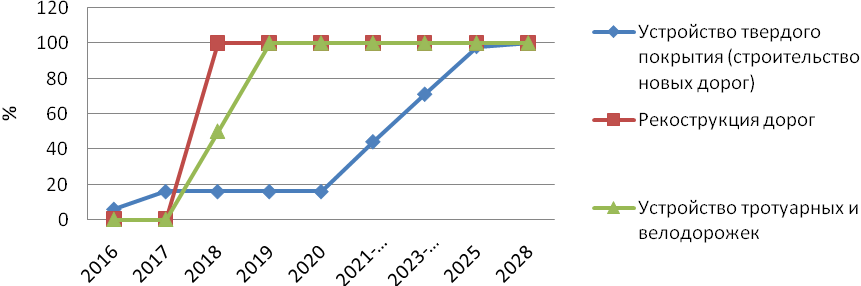 120
100
80
60
40
20
0
%
2016
2017
2018
2019
2020
2021-...
2023-...
2025
2028
Устройство твердого
покрытия (строительство
новых дорог)
Рекострукция дорог
Устройство тротуарных и
велодорожек